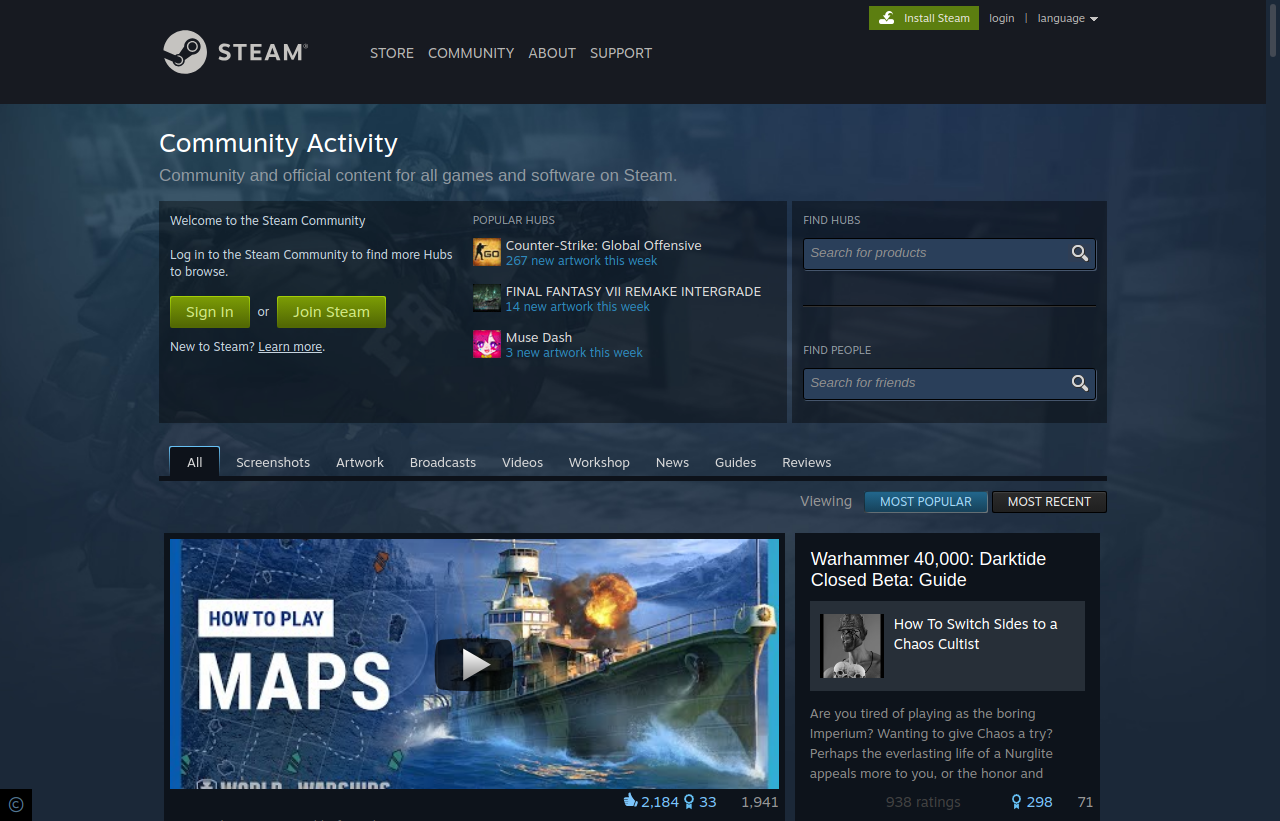 Install Steam
login | language
STEAM®
STORE COMMUNITY ABOUT SUPPORT
Community Activity
Community and official content for all games and software on Steam.
Welcome to the Steam Community
Log in to the Steam Community to find more Hubs
to browse.
Sign In or Join Steam
New to Steam? Learn more.
POPULAR HUBS
GO
Counter-Strike: Global Offensive
267 new artwork this week
FINAL FANTASY VII REMAKE INTERGRADE
14 new artwork this week
Muse Dash
3 new artwork this week
FIND HUBS
Search for products
FIND PEOPLE
Search for friends
All Screenshots Artwork Broadcasts Videos Workshop News Guides Reviews
Viewing MOST POPULAR MOST RECENT
HOW TO PLAY
MAPS
WORLD OF WARSHIPS
2,184 33 1,941
Warhammer 40,000: Darktide
Closed Beta: Guide
How To Switch Sides to a
Chaos Cultist
Are you tired of playing as the boring
Imperium? Wanting to give Chaos a try?
Perhaps the everlasting life of a Nurglite
appeals more to you, or the honor and
938 ratings 298 71
©